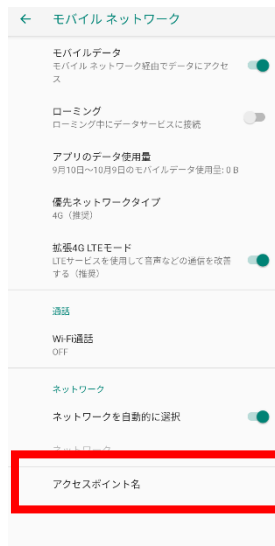 ← モバイル ネットワーク
モバイルデータ
モバイル ネットワーク経由でデータにアクセ
ス
ローミング
ローミング中にデータサービスに接続
アプリのデータ使用量
9月10日～10月9日のモバイルデータ使用量: 0 B
優先ネットワークタイプ
4G（推奨）
拡張4G LTEモード
LTEサービスを使用して音声などの通信を改善
する（推奨）
通話
Wi-Fi通話
OFF
ネットワーク
ネットワークを自動的に選択
ネットワーク
アクセスポイント名